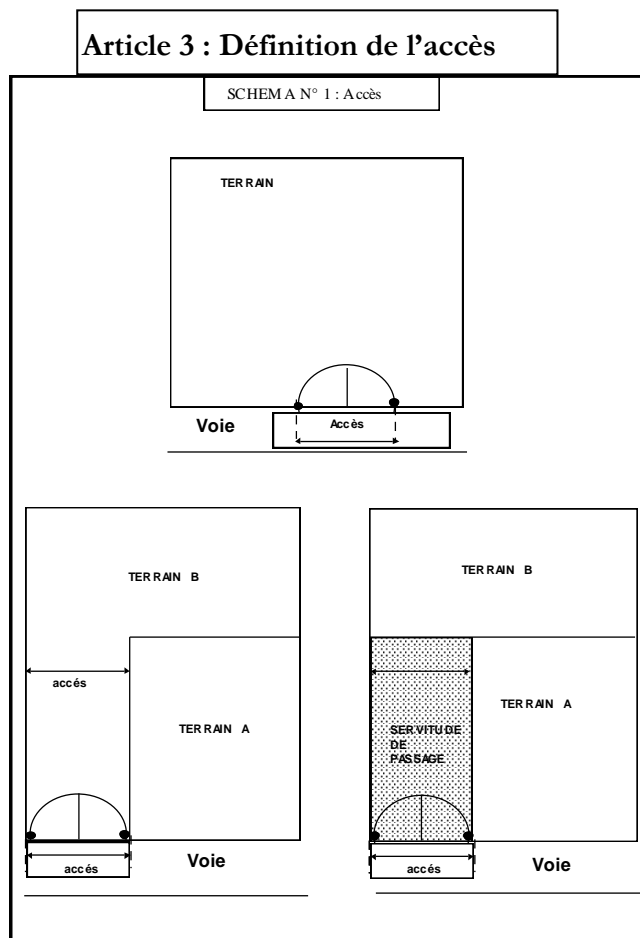 Article 3 : Définition de l’accès
SCHEMA N° 1 : Accès
TERRAIN
Voie
Accès
TERRAIN B
accés
TERRAIN A
accés
Voie
TERRAIN B
TERRAIN A
SERVITUDE
DE
PASSAGE
accés
Voie